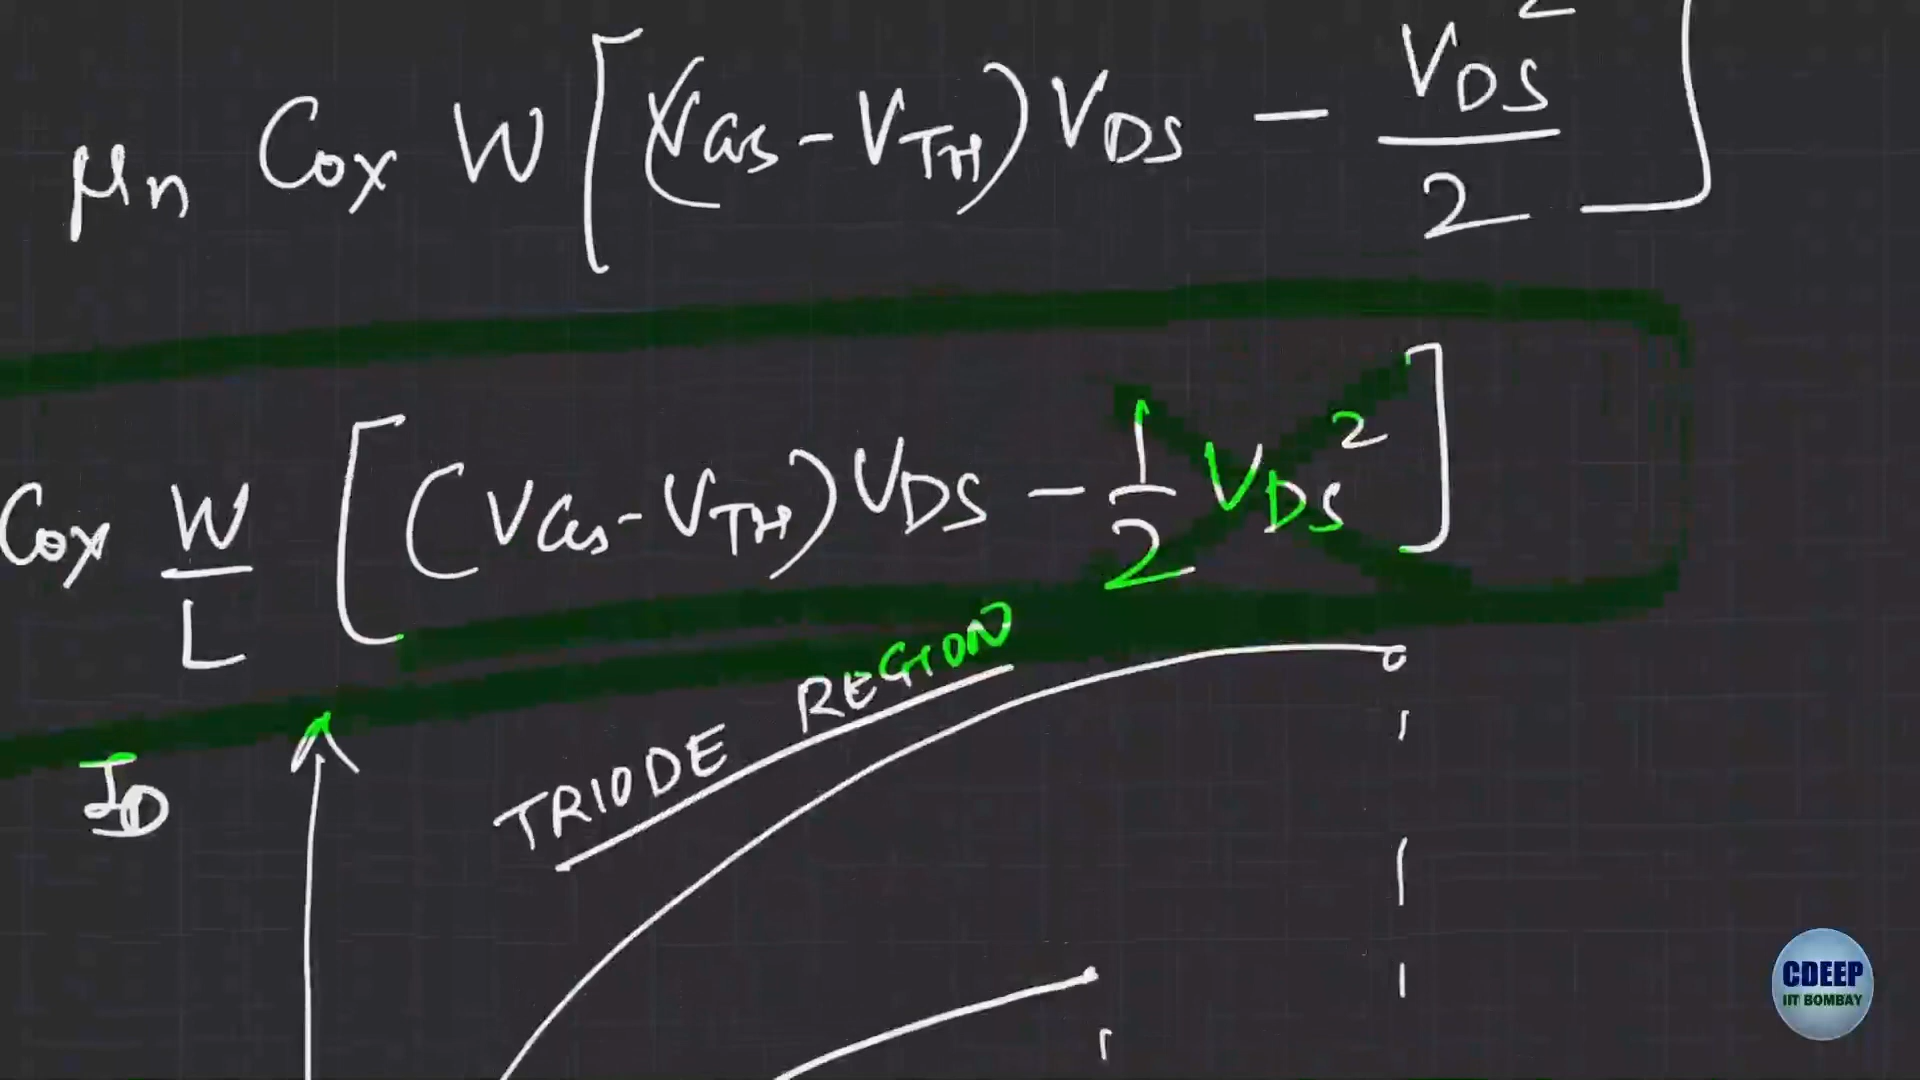 μn Cox W [(VGS - VTH) VDS - VDS²/2]
Cox W/L [(VGS - VTH) VDS - 1/2 VDS²]
TRIODE REGION
ID
CDEEP
IIT BOMBAY